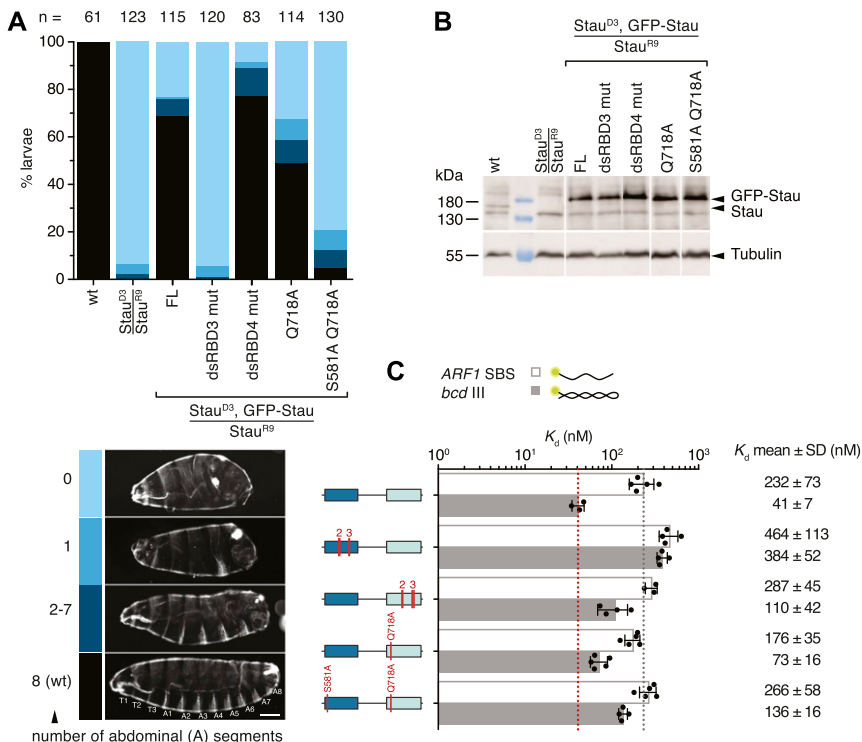 A
n = 61 123 115 120 83 114 130
100
80
60
40
20
0
% larvae
wt
Stau^D3
Stau^R9
FL
dsRBD3 mut
dsRBD4 mut
Q718A
S581A Q718A
Stau^D3, GFP-Stau
Stau^R9
0
1
2-7
8 (wt)
T1 T2 T3 A1 A2 A3 A4 A5 A6 A7 A8
number of abdominal (A) segments
B
Stau^D3, GFP-Stau
Stau^R9
wt
Stau^D3
Stau^R9
FL
dsRBD3 mut
dsRBD4 mut
Q718A
S581A Q718A
kDa
180
130
55
GFP-Stau
Stau
Tubulin
C
ARF1 SBS
bcd III
K_d (nM)
10^0 10^1 10^2 10^3
K_d mean ± SD (nM)
232 ± 73
41 ± 7
2 3
464 ± 113
384 ± 52
2 3
287 ± 45
110 ± 42
Q718A
176 ± 35
73 ± 16
S581A Q718A
266 ± 58
136 ± 16